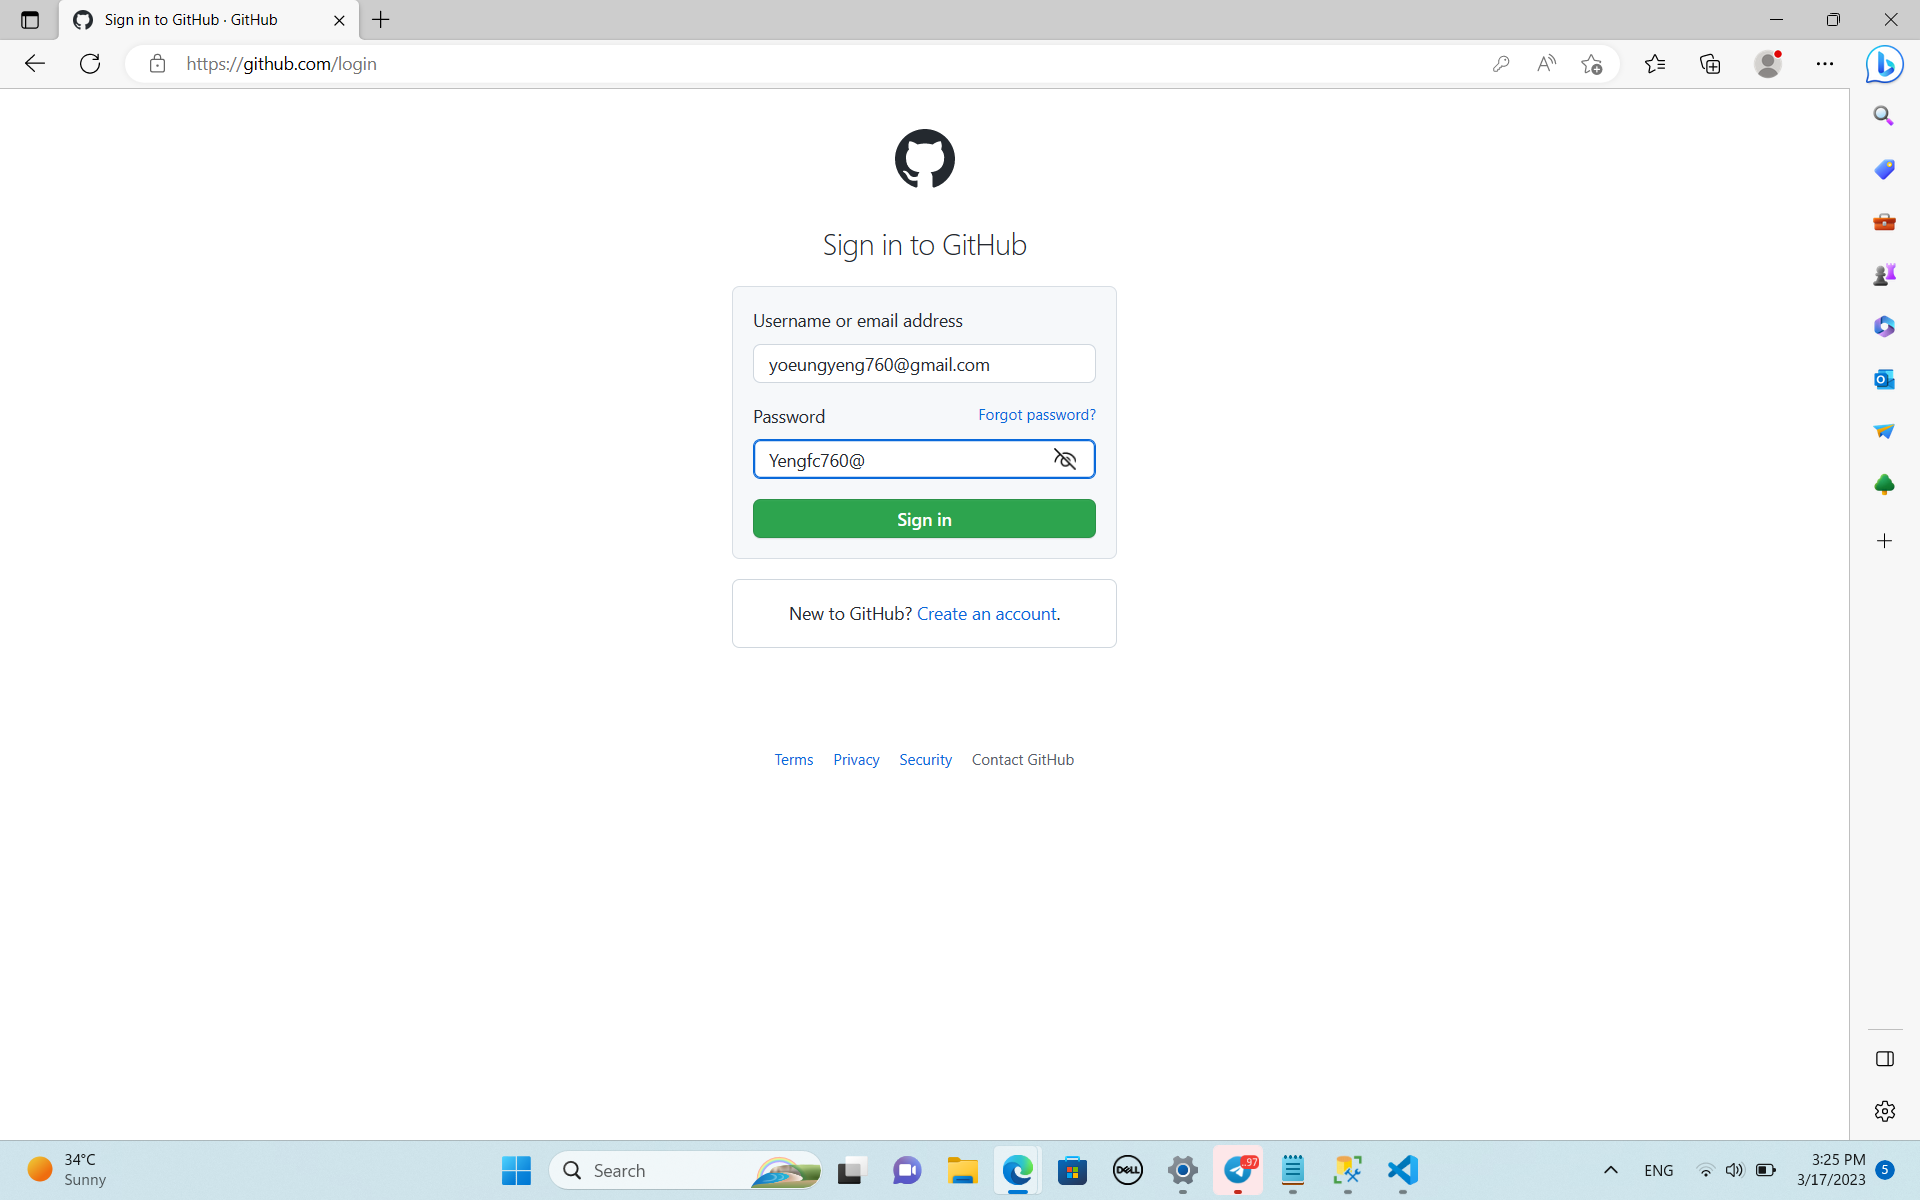 Sign in to GitHub · GitHub
https://github.com/login
Sign in to GitHub
Username or email address
yoeungyeng760@gmail.com
Password
Forgot password?
Yengfc760@
Sign in
New to GitHub? Create an account.
Terms
Privacy
Security
Contact GitHub
34°C
Sunny
Search
DELL
97
ENG
3:25 PM
3/17/2023
5